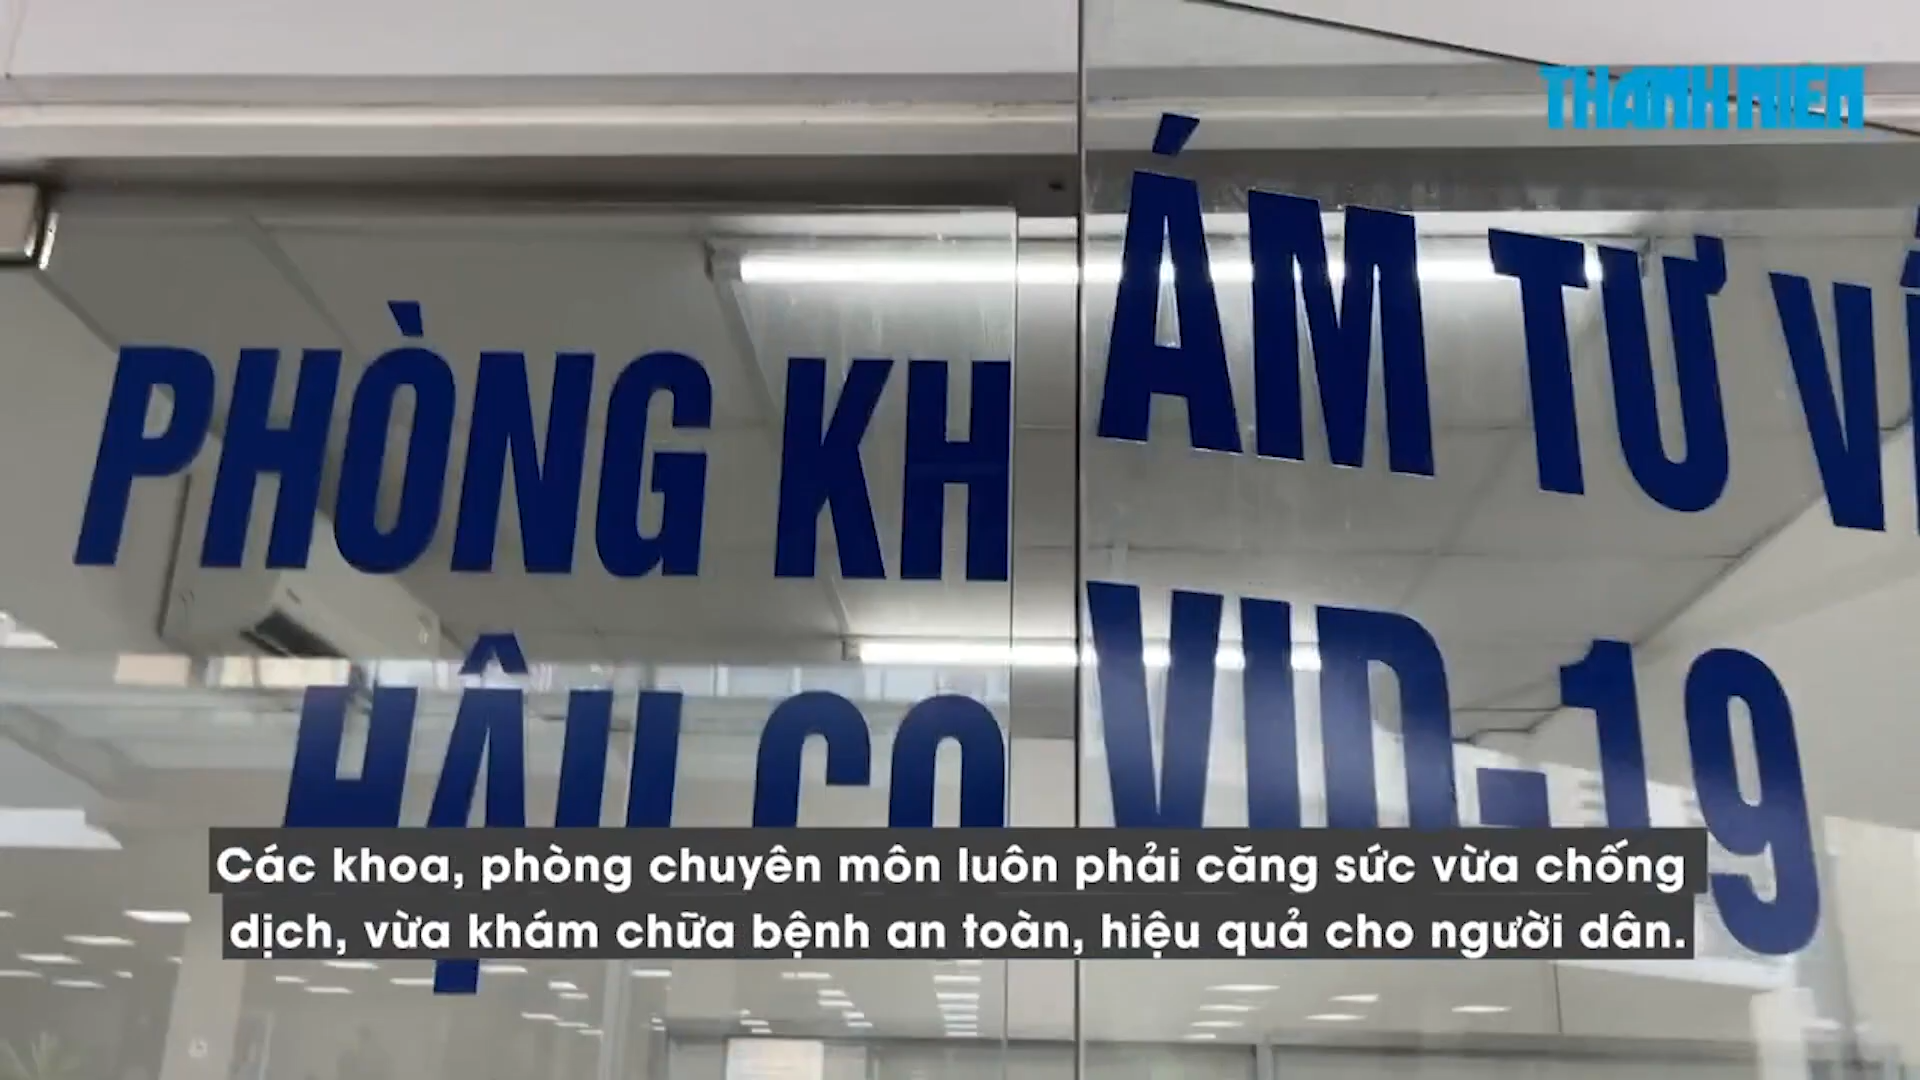 THANH NIEN
PHÒNG KHÁM TƯ V
HẬU COVID-19
Các khoa, phòng chuyên môn luôn phải căng sức vừa chống
dịch, vừa khám chữa bệnh an toàn, hiệu quả cho người dân.